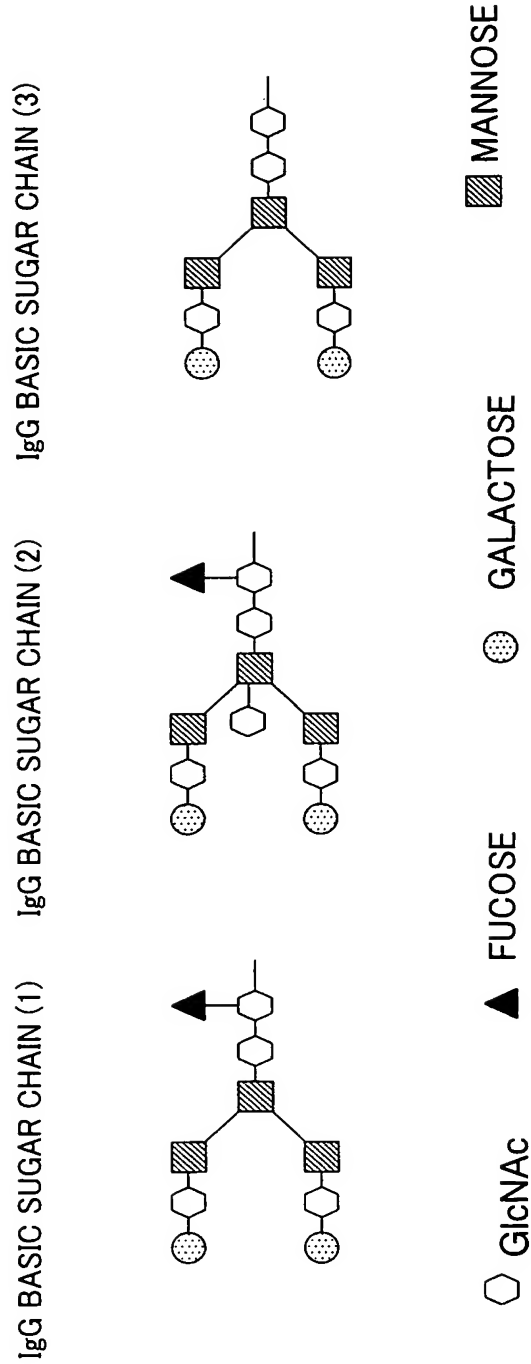 IgG BASIC SUGAR CHAIN (1)
IgG BASIC SUGAR CHAIN (2)
IgG BASIC SUGAR CHAIN (3)
GlcNAc
FUCOSE
GALACTOSE
MANNOSE